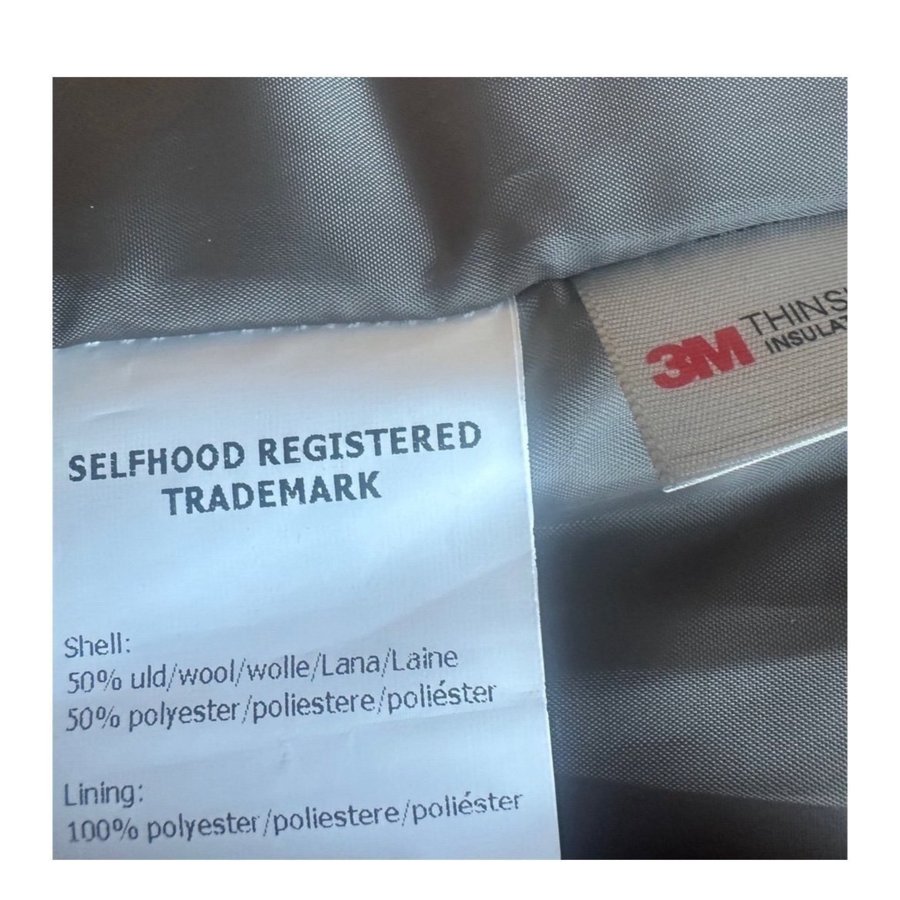 SELFHOOD REGISTERED
TRADEMARK
Shell:
50% uld/wool/wolle/Lana/Laine
50% polyester/poliestere/poliéster
Lining:
100% polyester/poliestere/poliéster
3M